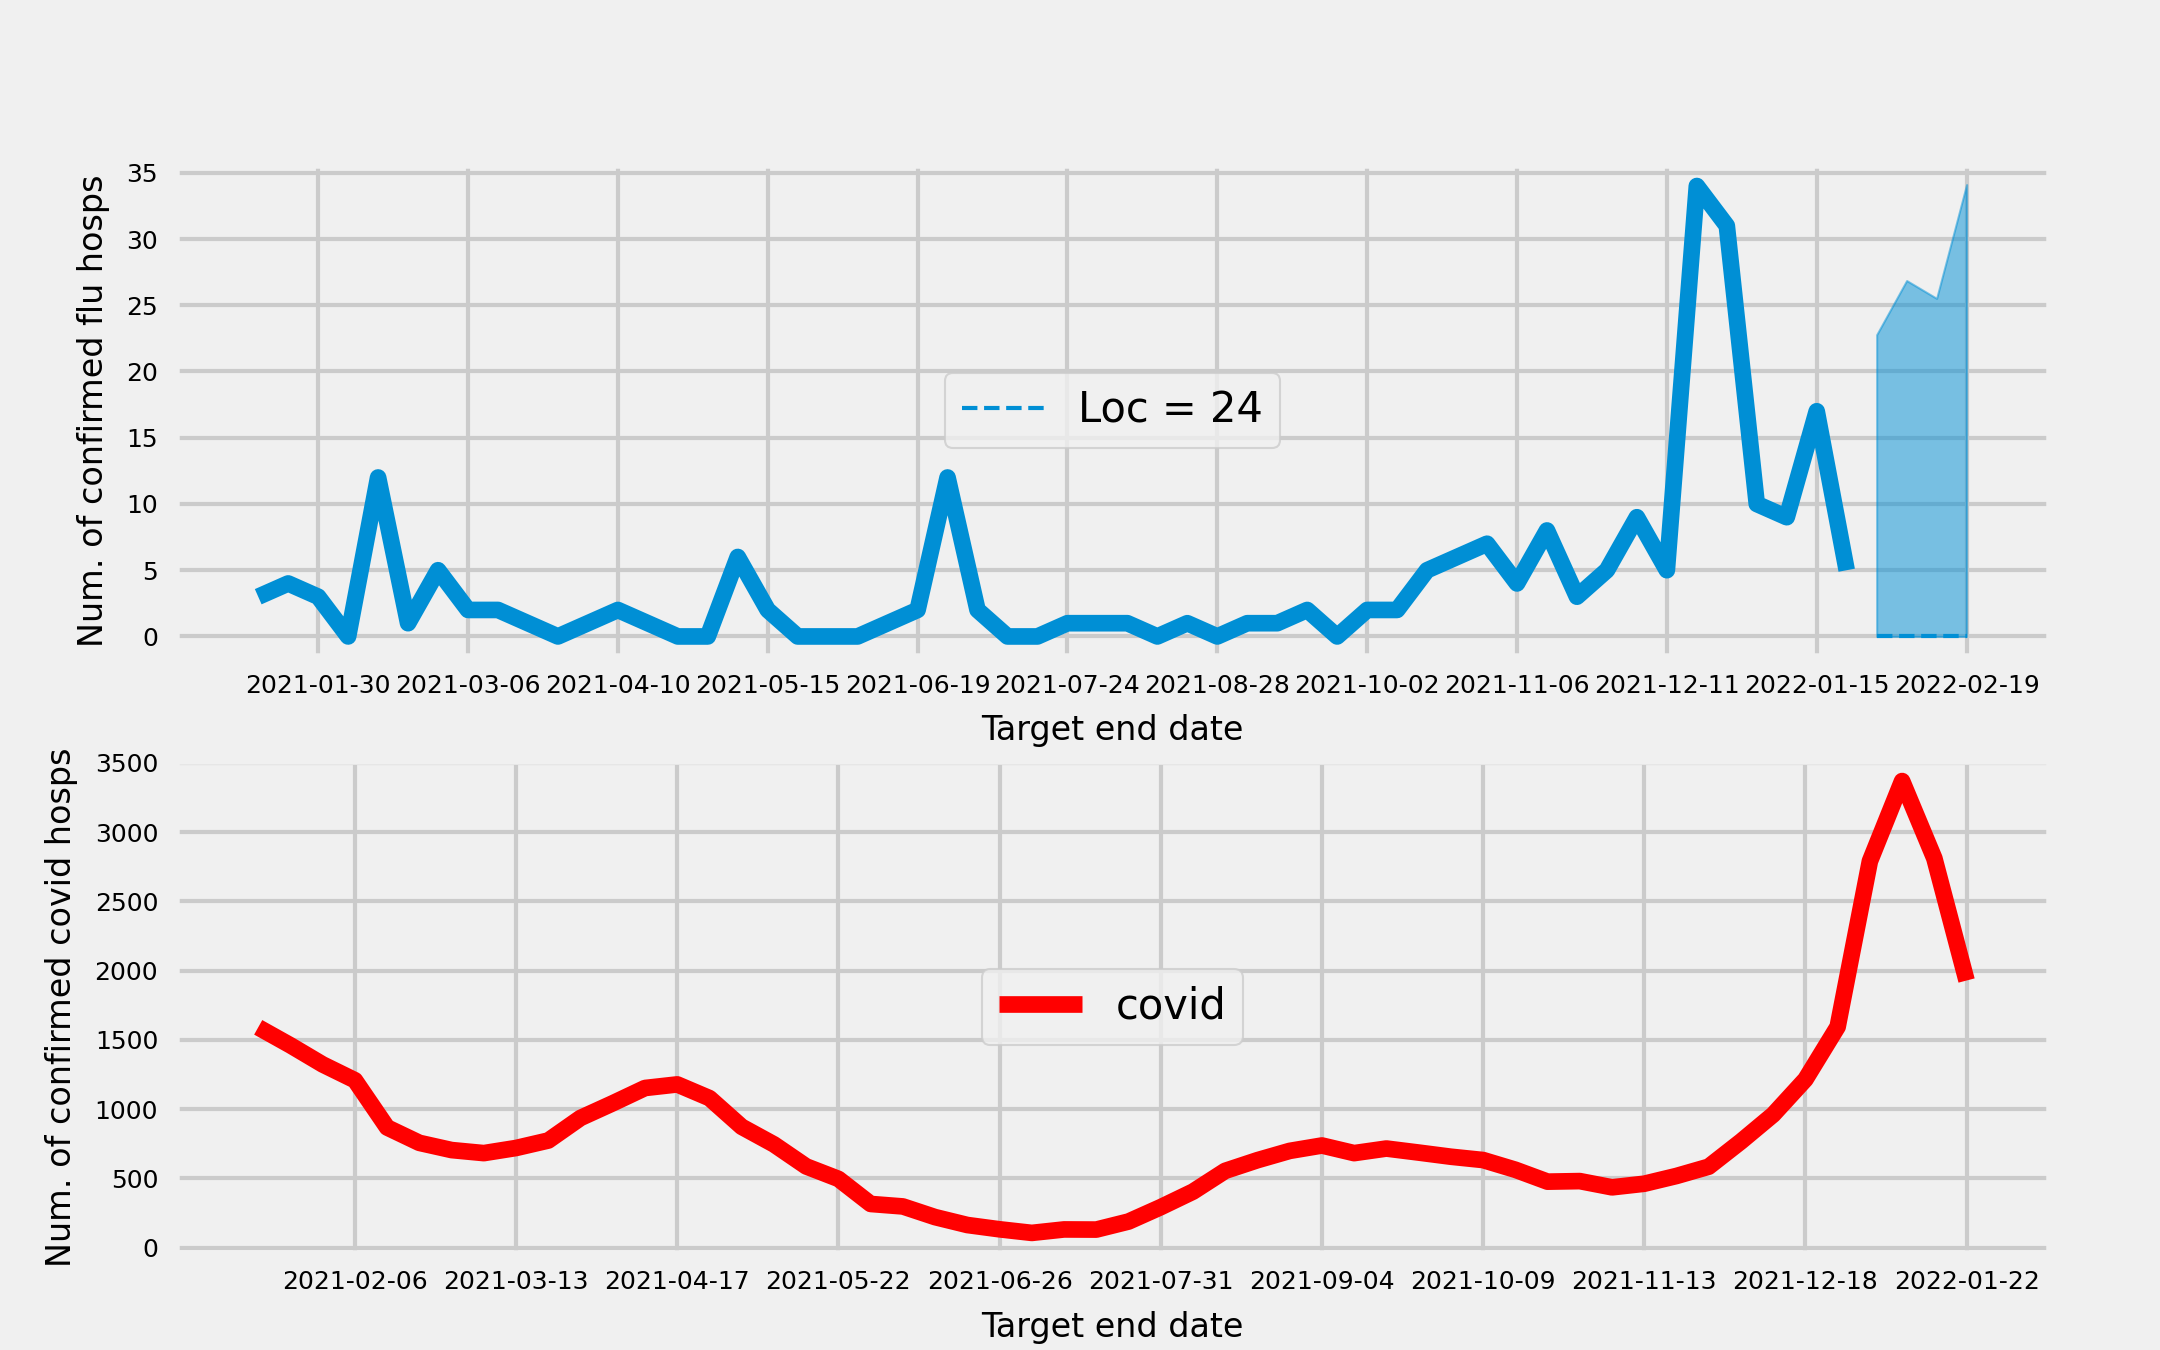 Num. of confirmed flu hosps
35
30
25
20
15
10
5
0
Loc = 24
2021-01-30 2021-03-06 2021-04-10 2021-05-15 2021-06-19 2021-07-24 2021-08-28 2021-10-02 2021-11-06 2021-12-11 2022-01-15 2022-02-19
Target end date
Num. of confirmed covid hosps
3500
3000
2500
2000
1500
1000
500
0
covid
2021-02-06 2021-03-13 2021-04-17 2021-05-22 2021-06-26 2021-07-31 2021-09-04 2021-10-09 2021-11-13 2021-12-18 2022-01-22
Target end date